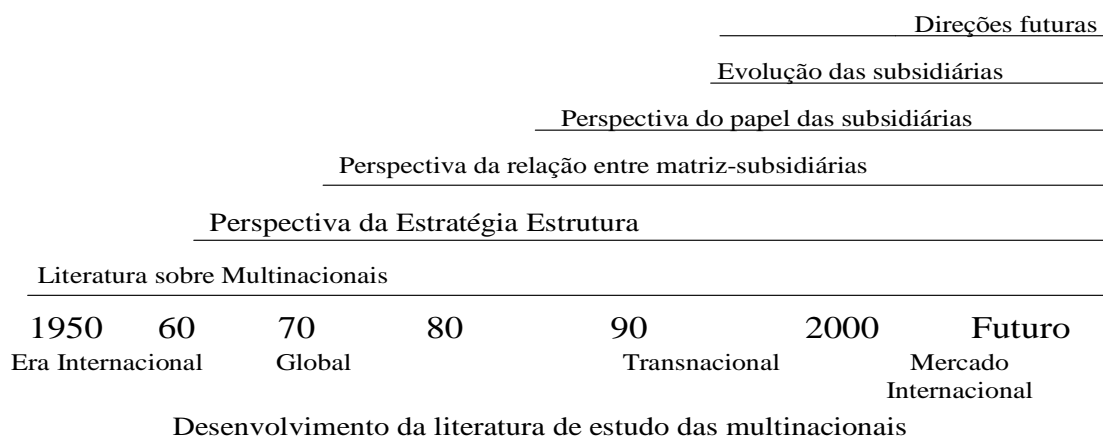 Direções futuras
Evolução das subsidiárias
Perspectiva do papel das subsidiárias
Perspectiva da relação entre matriz-subsidiárias
Perspectiva da Estratégia Estrutura
Literatura sobre Multinacionais
1950 60 70 80 90 2000 Futuro
Era Internacional Global Transnacional Mercado
Internacional
Desenvolvimento da literatura de estudo das multinacionais